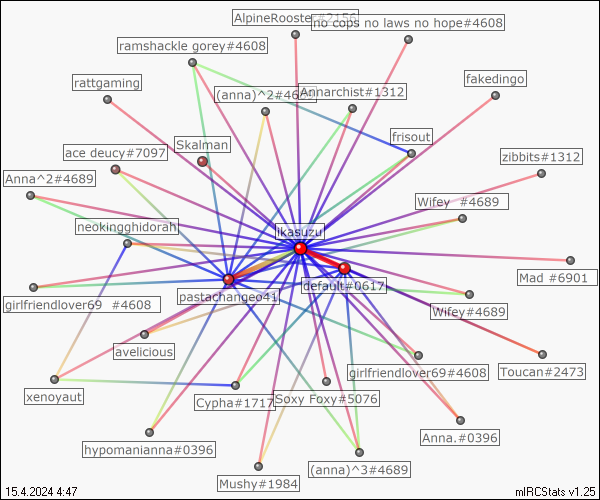 AlpineRooster#2156
no cops no laws no hope#4608
ramshackle gorey#4608
rattgaming
(anna)^2#4689
Annarchist#1312
fakedingo
frisout
Skalman
ace deucy#7097
zibbits#1312
Anna^2#4689
Wifey #4689
neokingghidorah
ikasuzu
Mad #6901
default#0617
pastachangeo41
girlfriendlover69 #4608
Wifey#4689
avelicious
girlfriendlover69#4608
Toucan#2473
xenoyaut
Cypha#1717
Soxy Foxy#5076
Anna.#0396
hypomanianna#0396
(anna)^3#4689
Mushy#1984
15.4.2024 4:47
mIRCStats v1.25